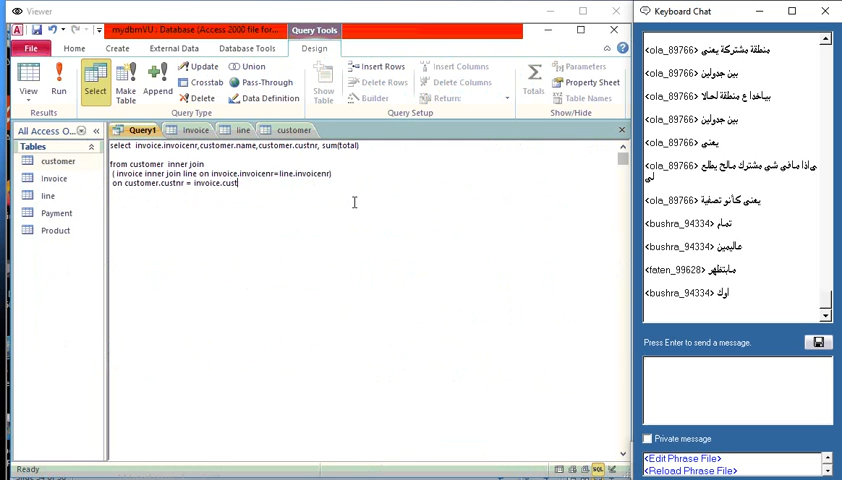 Viewer
mydbmVU : Database (Access 2000 file for...
Query Tools
File
Home
Create
External Data
Database Tools
Design
View
Run
Results
Select
Make Table
Append
Update
Crosstab
Delete
Union
Pass-Through
Data Definition
Query Type
Show Table
Insert Rows
Delete Rows
Builder
Insert Columns
Delete Columns
Return:
Query Setup
Totals
Parameters
Property Sheet
Table Names
Show/Hide
All Access O...
Tables
customer
Invoice
line
Payment
Product
Query1
invoice
line
customer
select invoice.invoicenr,customer.name,customer.custnr, sum(total)
from customer inner join
( invoice inner join line on invoice.invoicenr=line.invoicenr)
on customer.custnr = invoice.cust
Ready
SQL
Keyboard Chat
<ola_89766> منطقة مشتركة يعني
<ola_89766> بين جدولين
<ola_89766> بياخدا ع منطقة لحالا
<ola_89766> بين جدولين
<ola_89766> يعني
<ola_89766> اذا مافي شي مشترك مالح يطلع
<ola_89766> يعني كأنو تصفية
<bushra_94334> تمام
<bushra_94334> عاليمين
<faten_99628> مابتظهر
<bushra_94334> اوك
Press Enter to send a message.
Private message
<Edit Phrase File>
<Reload Phrase File>